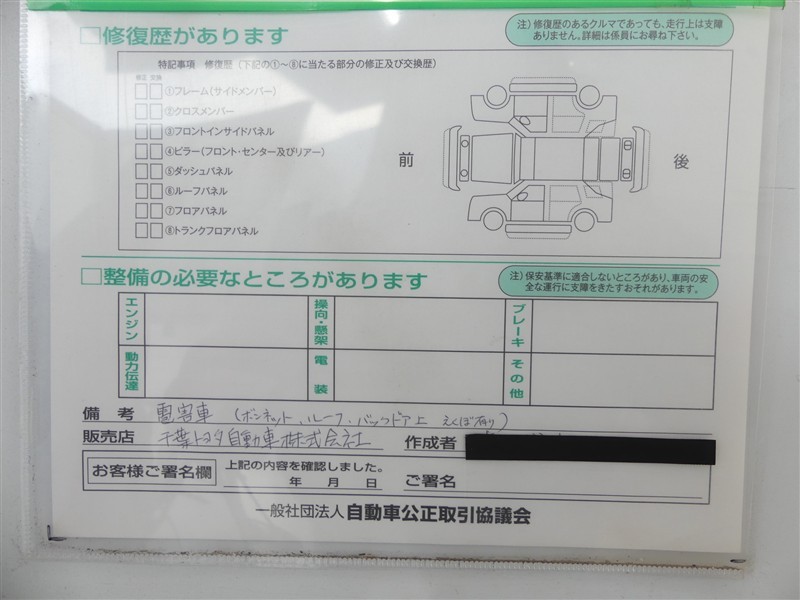 □修復歴があります
注）修復歴のあるクルマであっても、走行上は支障
ありません。詳細は係員にお尋ね下さい。
特記事項 修復歴（下記の①～⑧に当たる部分の修正及び交換歴）
修正 交換
①フレーム(サイドメンバー)
②クロスメンバー
③フロントインサイドパネル
④ピラー(フロント・センター及びリアー)
⑤ダッシュパネル
⑥ルーフパネル
⑦フロアパネル
⑧トランクフロアパネル
前
後
□整備の必要なところがあります
注）保安基準に適合しないところがあり、車両の安
全な運行に支障をきたすおそれがあります。
エンジン
操向・懸架
ブレーキ
動力伝達
電装
その他
備考 雹害車 (ボンネット、ルーフ、バックドア上 えくぼ有り)
販売店 千葉トヨタ自動車株式会社 作成者
お客様ご署名欄
上記の内容を確認しました。
年 月 日 ご署名
一般社団法人 自動車公正取引協議会